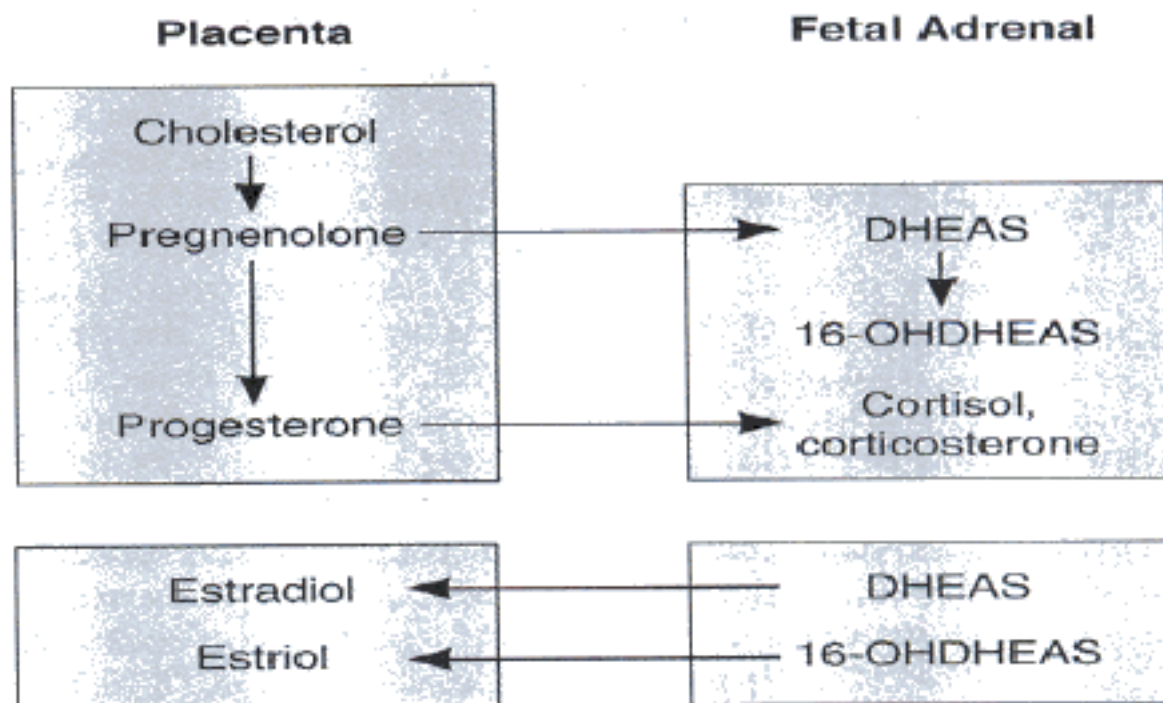 Placenta
Fetal Adrenal
Cholesterol
Pregnenolone
Progesterone
DHEAS
16-OHDHEAS
Cortisol,
corticosterone
Estradiol
Estriol
DHEAS
16-OHDHEAS